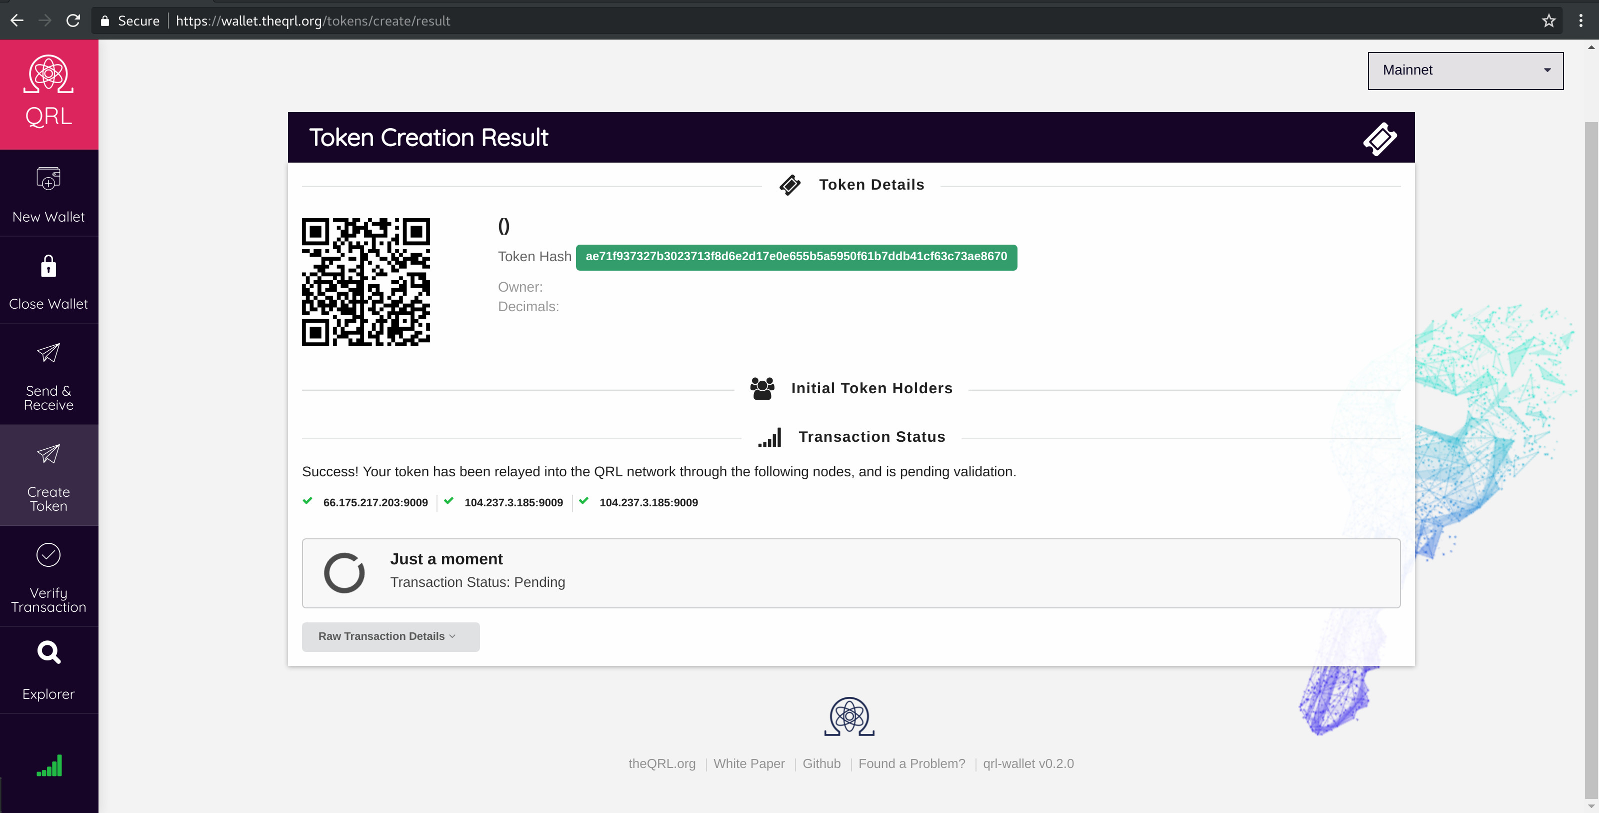 Secure https://wallet.theqrl.org/tokens/create/result
Mainnet
QRL
New Wallet
Close Wallet
Send &
Receive
Create
Token
Verify
Transaction
Explorer
Token Creation Result
Token Details
()
Token Hash ae71f937327b3023713f8d6e2d17e0e655b5a5950f61b7ddb41cf63c73ae8670
Owner:
Decimals:
Initial Token Holders
Transaction Status
Success! Your token has been relayed into the QRL network through the following nodes, and is pending validation.
66.175.217.203:9009 104.237.3.185:9009 104.237.3.185:9009
Just a moment
Transaction Status: Pending
Raw Transaction Details
theQRL.org White Paper Github Found a Problem? qrl-wallet v0.2.0